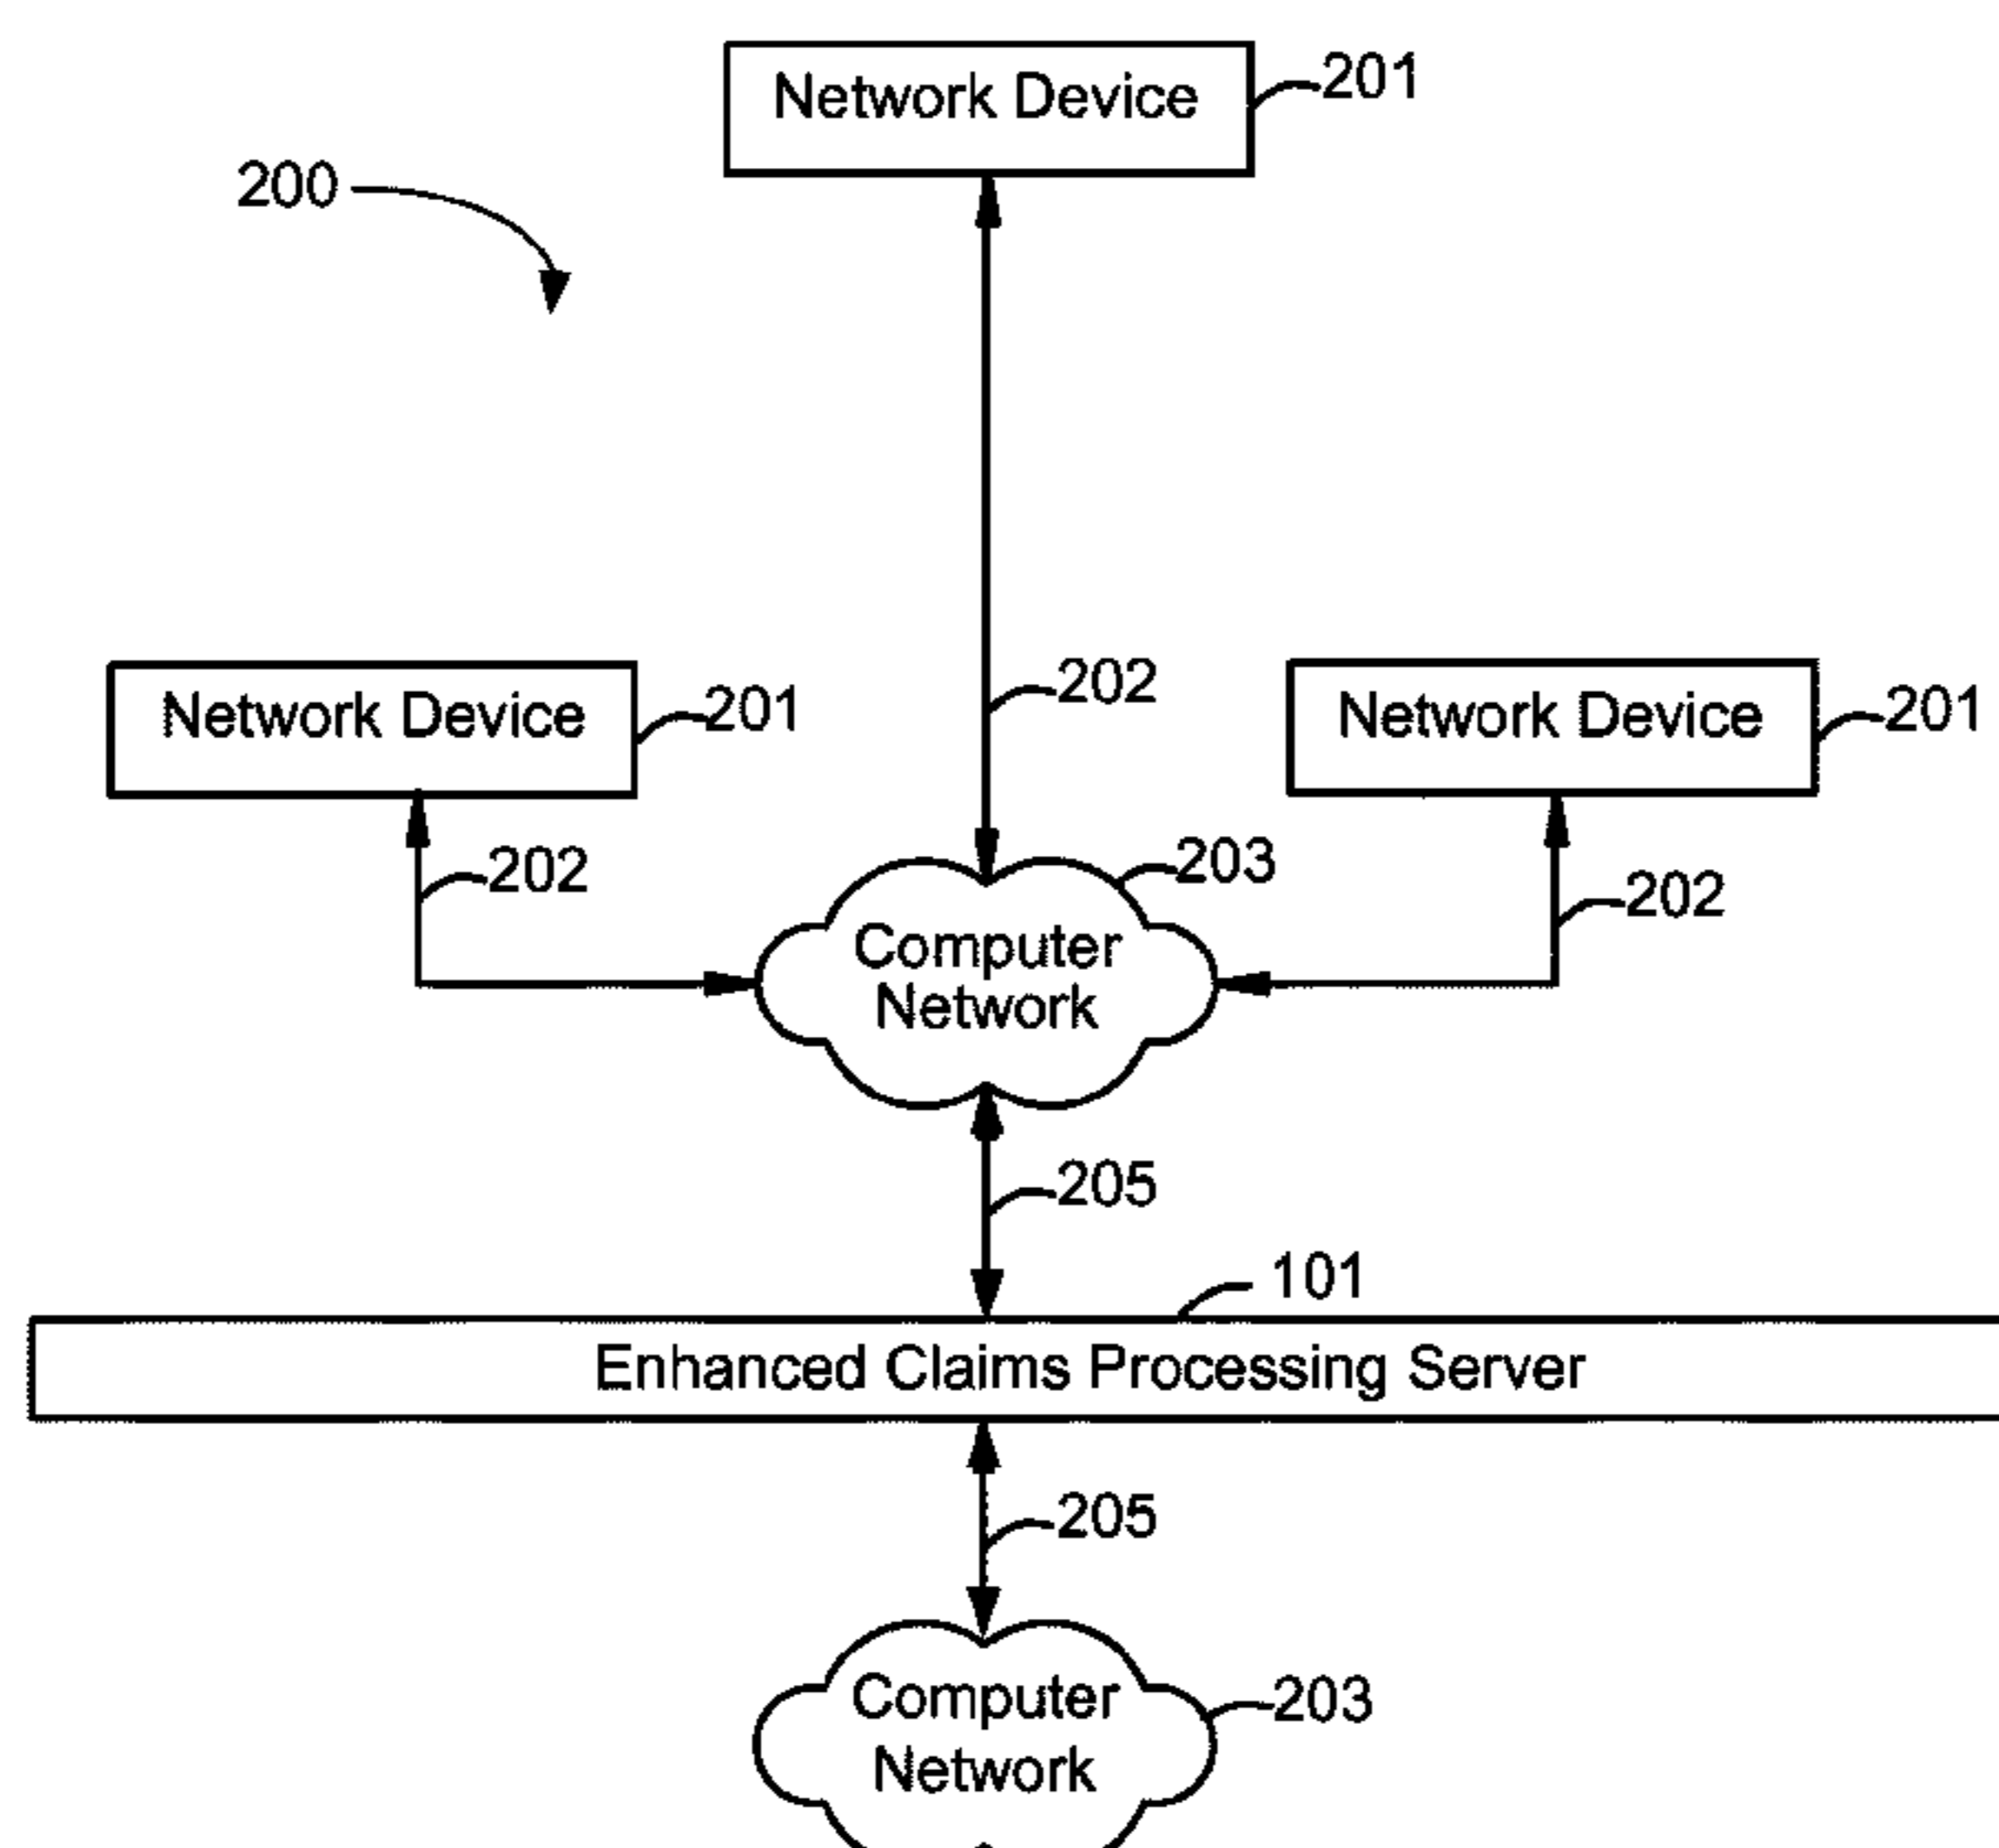 Network Device
201
200
202
Network Device
201
Network Device
201
202
203
202
Computer
Network
205
101
Enhanced Claims Processing Server
205
Computer
Network
203